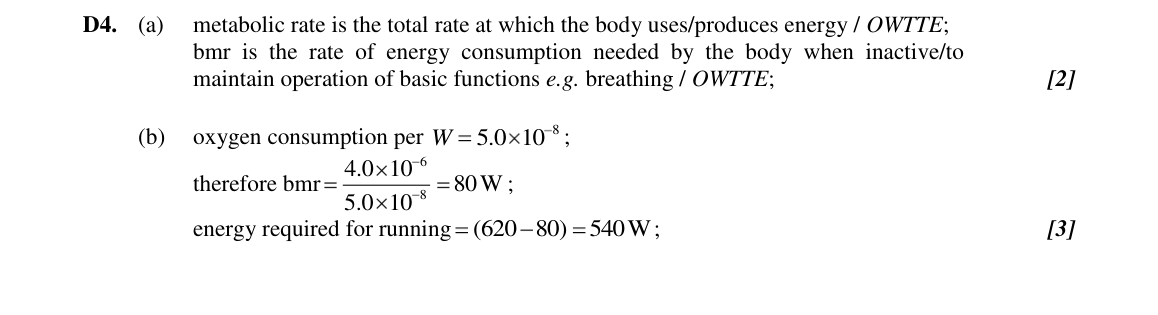 D4. (a) metabolic rate is the total rate at which the body uses/produces energy / OWTTE;
bmr is the rate of energy consumption needed by the body when inactive/to
maintain operation of basic functions e.g. breathing / OWTTE; [2]
(b) oxygen consumption per W = 5.0×10⁻⁸ ;
therefore bmr = 4.0×10⁻⁶ / 5.0×10⁻⁸ = 80 W ;
energy required for running = (620 – 80) = 540 W ; [3]